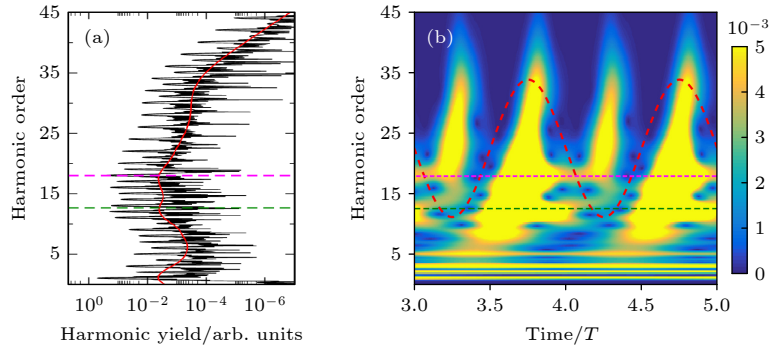 (a)
45
35
25
15
5
Harmonic order
10⁰ 10⁻² 10⁻⁴ 10⁻⁶
Harmonic yield/arb. units
(b)
45
35
25
15
5
Harmonic order
3.0 3.5 4.0 4.5 5.0
Time/T
10⁻³
5
4
3
2
1
0